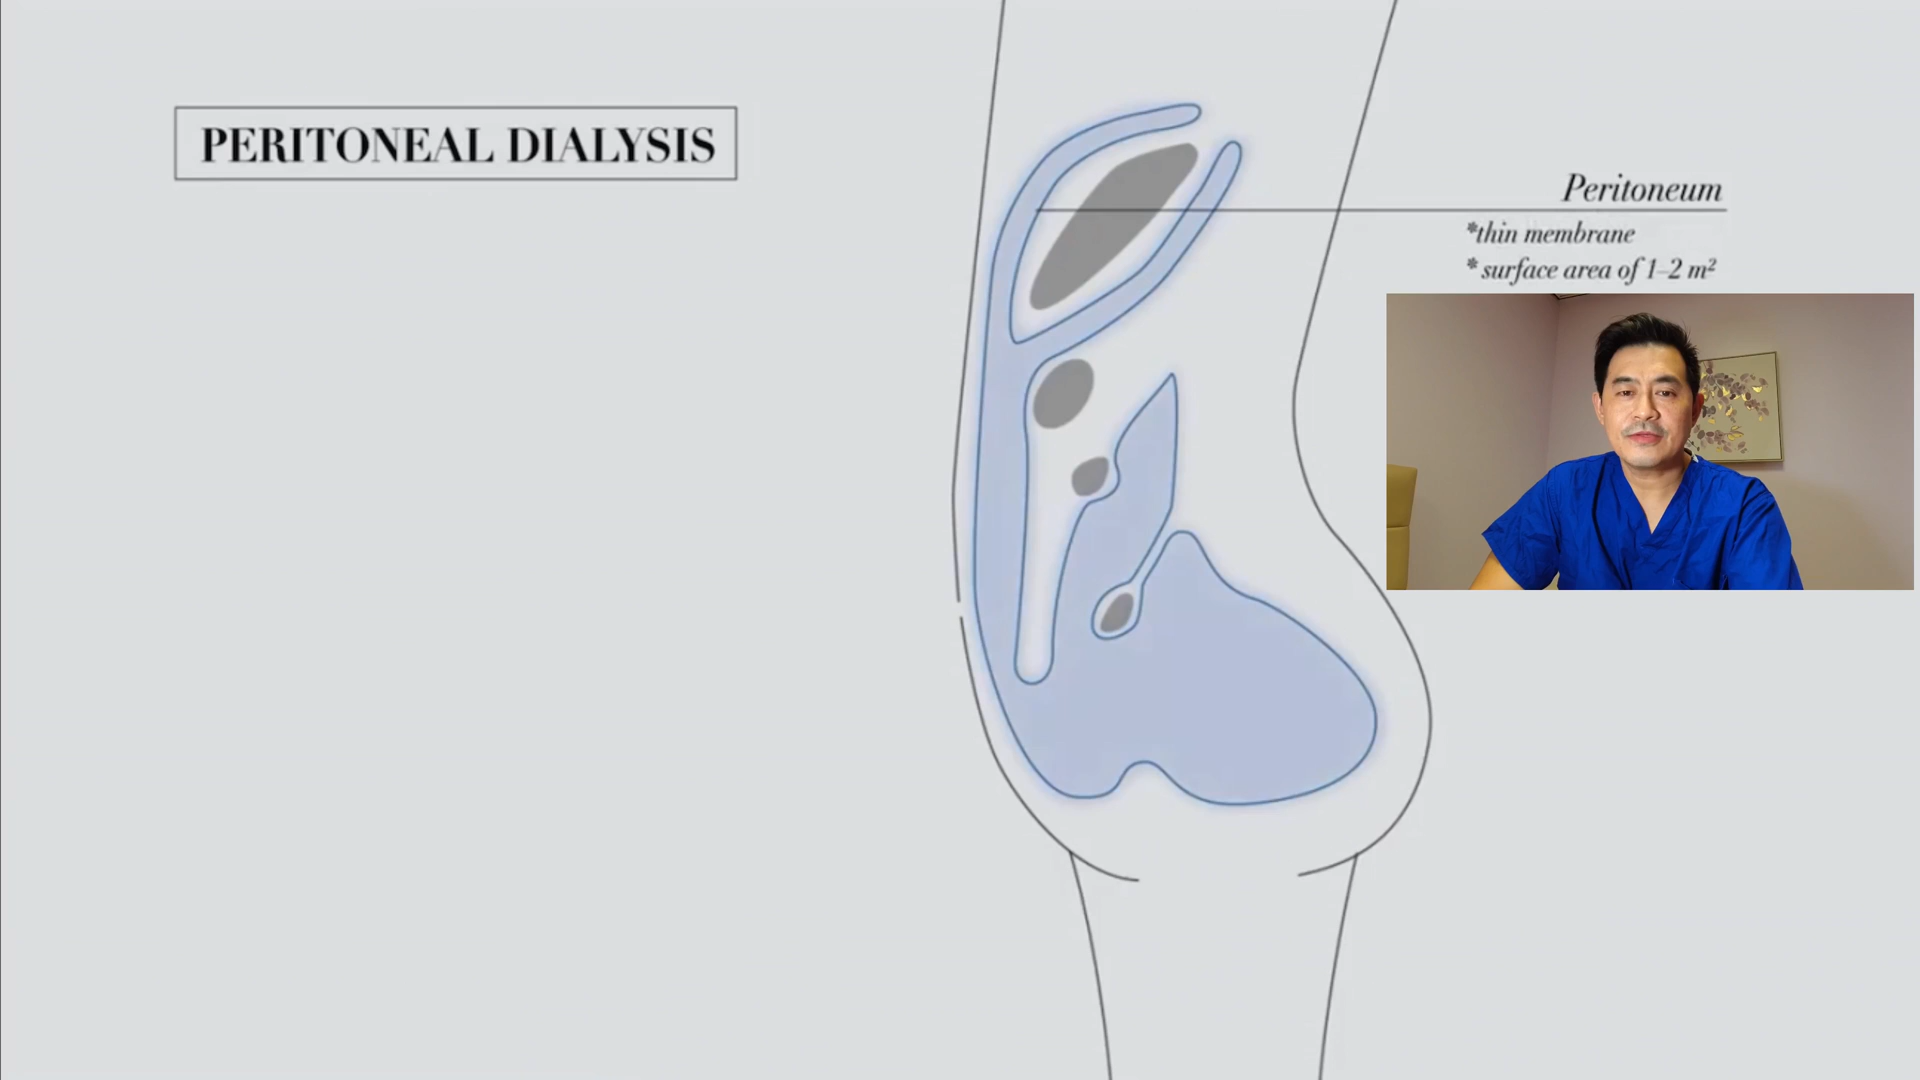 PERITONEAL DIALYSIS
Peritoneum
*thin membrane
* surface area of 1–2 m²